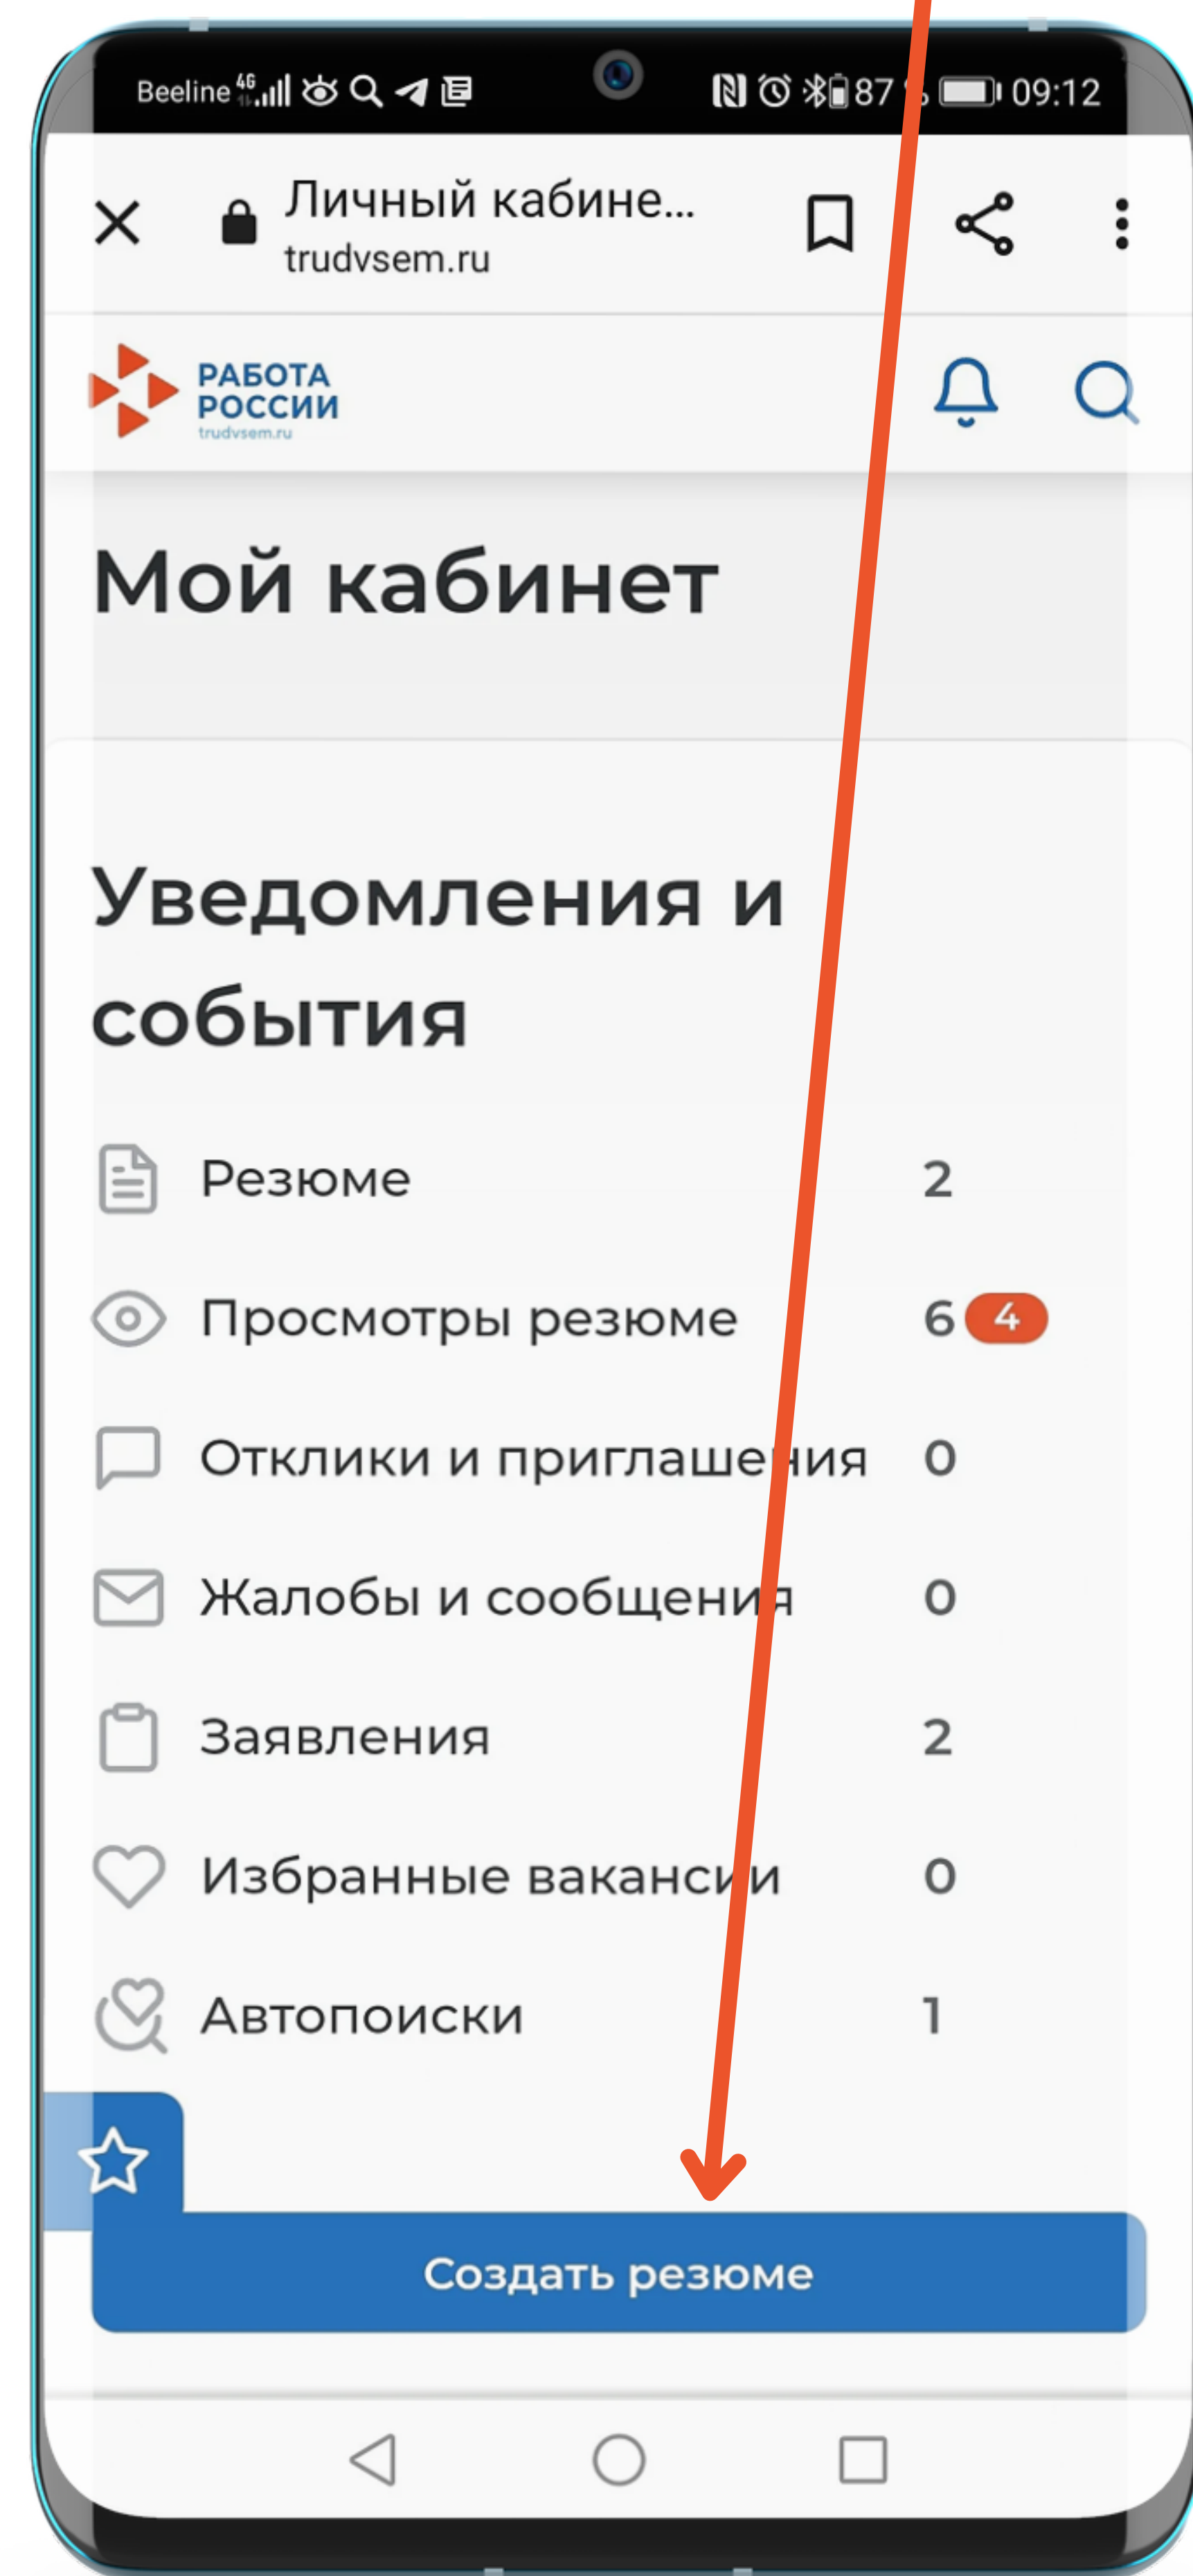 Beeline 4G 87 % 09:12
Личный кабине...
trudvsem.ru
РАБОТА
РОССИИ
trudvsem.ru
Мой кабинет
Уведомления и
события
Резюме 2
Просмотры резюме 6 4
Отклики и приглашения 0
Жалобы и сообщения 0
Заявления 2
Избранные вакансии 0
Автопоиски 1
Создать резюме